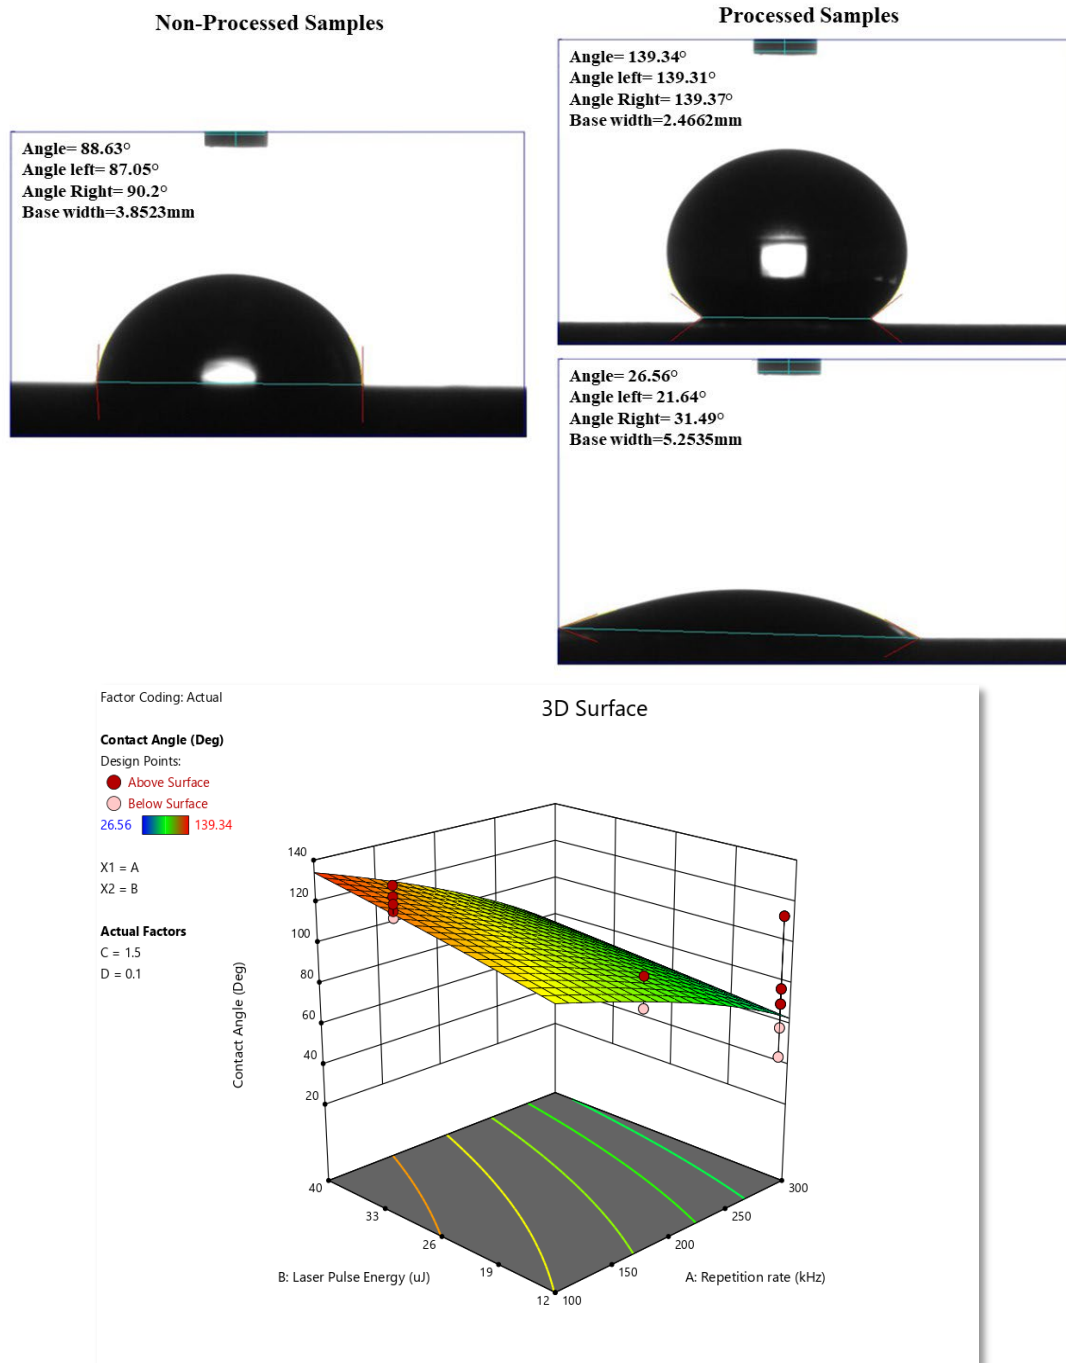 Non-Processed Samples
Processed Samples
Angle= 88.63°
Angle left= 87.05°
Angle Right= 90.2°
Base width=3.8523mm
Angle= 139.34°
Angle left= 139.31°
Angle Right= 139.37°
Base width=2.4662mm
Angle= 26.56°
Angle left= 21.64°
Angle Right= 31.49°
Base width=5.2535mm
Factor Coding: Actual
3D Surface
Contact Angle (Deg)
Design Points:
Above Surface
Below Surface
26.56 139.34
X1 = A
X2 = B
Actual Factors
C = 1.5
D = 0.1
Contact Angle (Deg)
140
120
100
80
60
40
20
40
33
26
19
12
B: Laser Pulse Energy (uJ)
100
150
200
250
300
A: Repetition rate (kHz)